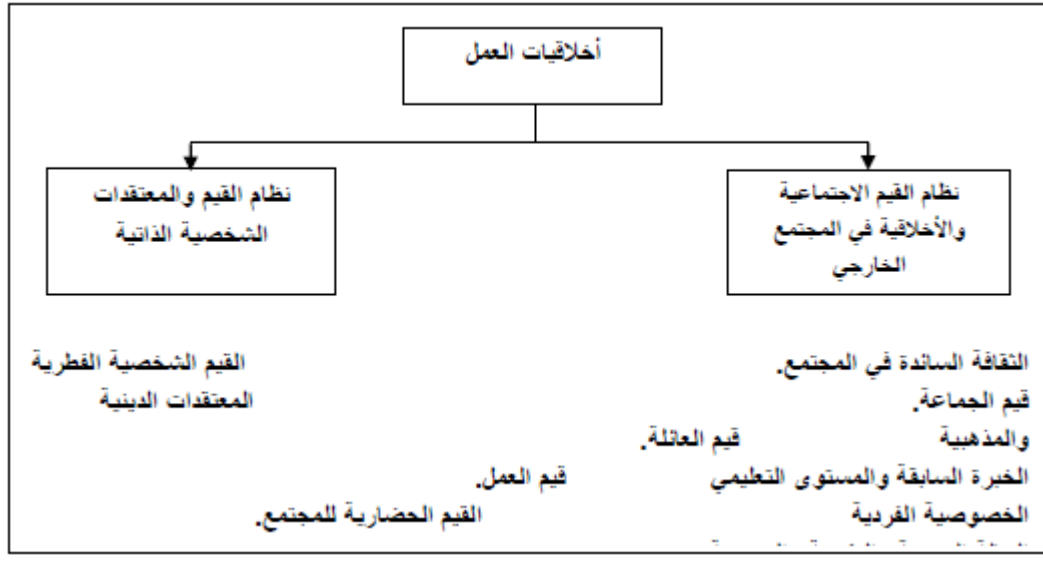 أخلاقيات العمل
نظام القيم الاجتماعية
والأخلاقية في المجتمع
الخارجي
نظام القيم والمعتقدات
الشخصية الذاتية
الثقافة السائدة في المجتمع. القيم الشخصية الفطرية
قيم الجماعة. المعتقدات الدينية
والمذهبية قيم العائلة.
الخبرة السابقة والمستوى التعليمي قيم العمل.
الخصوصية الفردية القيم الحضارية للمجتمع.